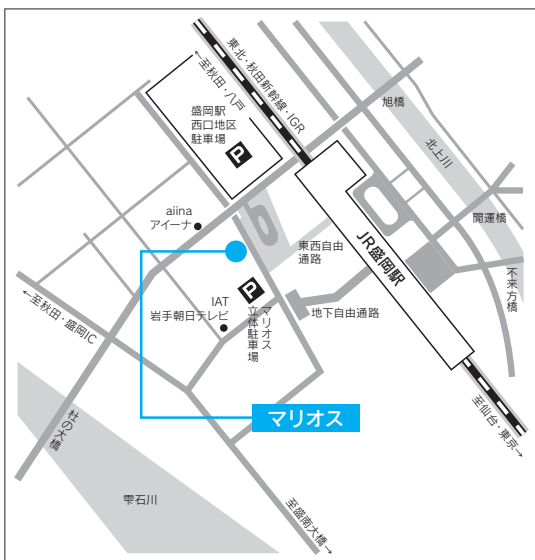 東北・秋田新幹線・IGR
←至秋田・八戸
盛岡駅
西口地区
駐車場
P
旭橋
北上川
開運橋
不来方橋
aiina
アイーナ
東西自由
通路
JR盛岡駅
←至秋田・盛岡IC
IAT
岩手朝日テレビ
P
マリオス
立体駐車場
地下自由通路
マリオス
至仙台・東京→
杜の大橋
雫石川
至盛南大橋→